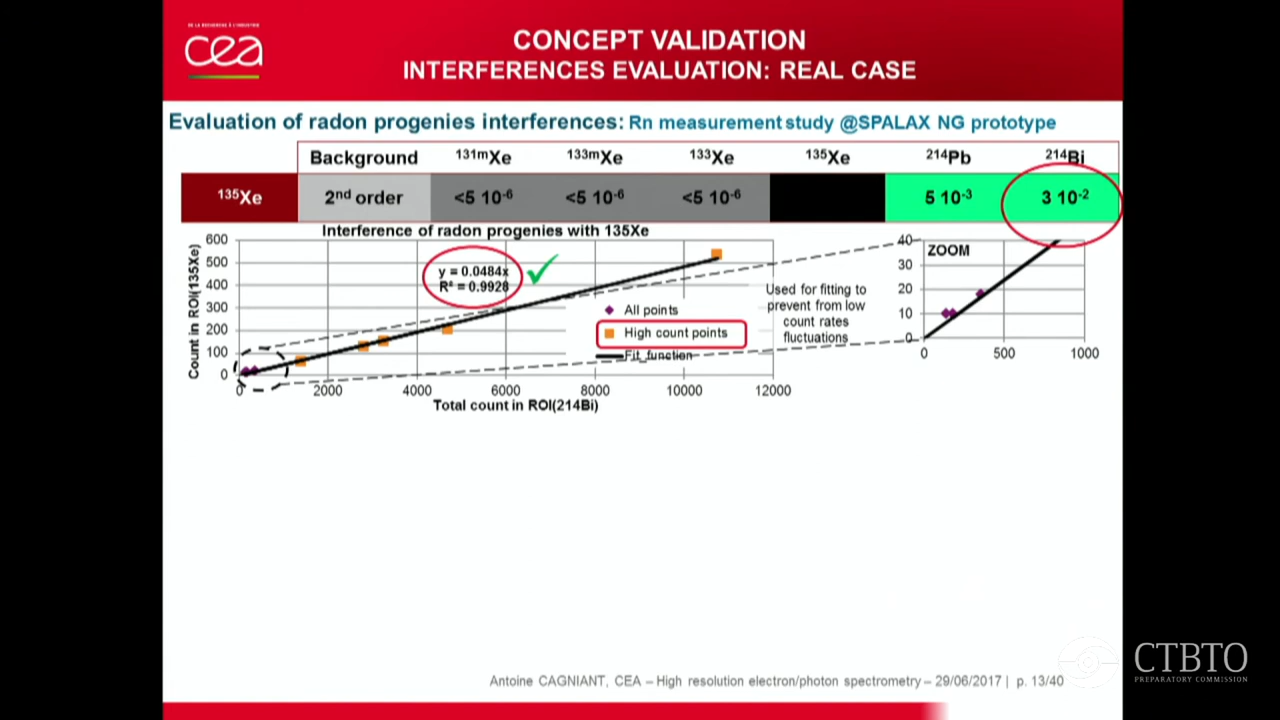 DE LA RECHERCHE À L'INDUSTRIE
cea
CONCEPT VALIDATION
INTERFERENCES EVALUATION: REAL CASE
Evaluation of radon progenies interferences: Rn measurement study @SPALAX NG prototype
Background 131mXe 133mXe 133Xe 135Xe 214Pb 214Bi
135Xe 2nd order <5 10-6 <5 10-6 <5 10-6 5 10-3 3 10-2
Interference of radon progenies with 135Xe
Count in ROI(135Xe)
600
500
400
300
200
100
0
0 2000 4000 6000 8000 10000 12000
Total count in ROI(214Bi)
y = 0.0484x
R² = 0.9928
All points
High count points
Fit function
Used for fitting to
prevent from low
count rates
fluctuations
ZOOM
40
30
20
10
0
0 500 1000
Antoine CAGNIANT, CEA – High resolution electron/photon spectrometry – 29/06/2017 | p. 13/40
CTBTO
PREPARATORY COMMISSION